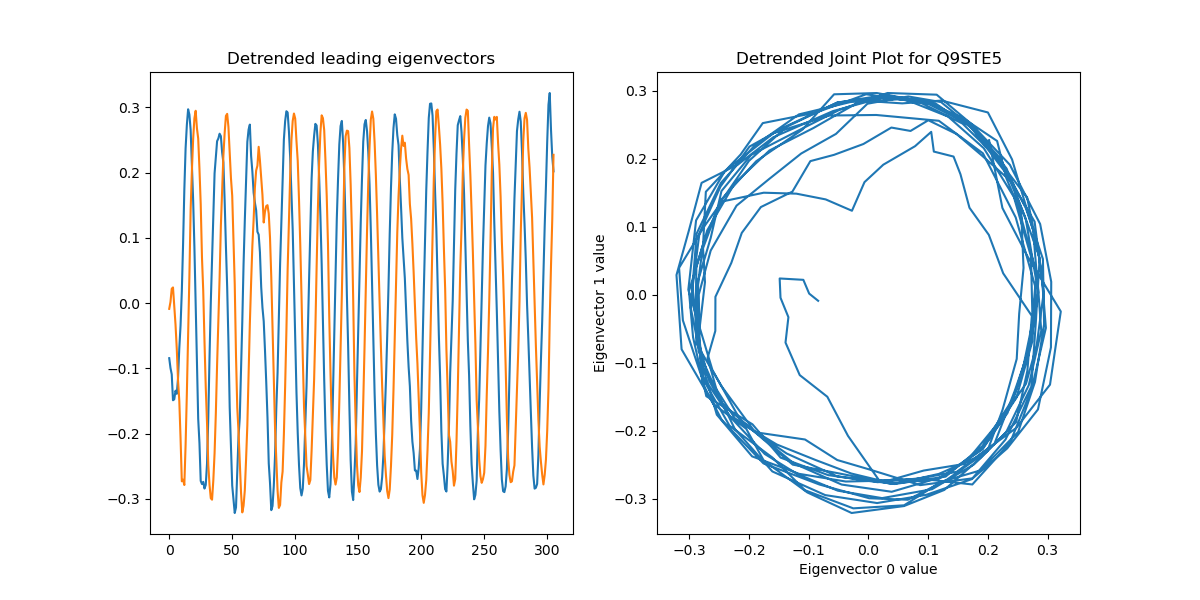 Detrended leading eigenvectors
0.3
0.2
0.1
0.0
−0.1
−0.2
−0.3
0 50 100 150 200 250 300
Detrended Joint Plot for Q9STE5
Eigenvector 1 value
0.3
0.2
0.1
0.0
−0.1
−0.2
−0.3
−0.3 −0.2 −0.1 0.0 0.1 0.2 0.3
Eigenvector 0 value